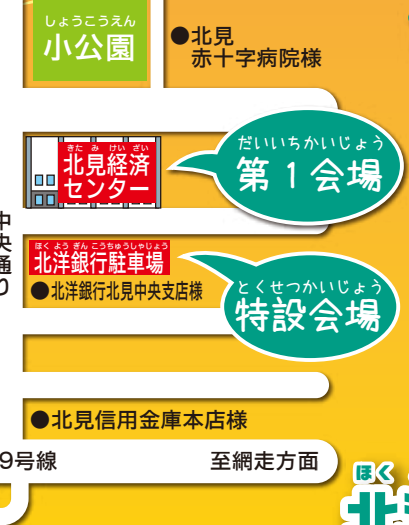 しょうこうえん
小公園
●北見
赤十字病院様
きたみけいざい
北見経済
センター
だいいちかいじょう
第1会場
中央通り
ほくようぎんこうちゅうしゃじょう
北洋銀行駐車場
●北洋銀行北見中央支店様
とくせつかいじょう
特設会場
●北見信用金庫本店様
9号線
至網走方面
ほく
北